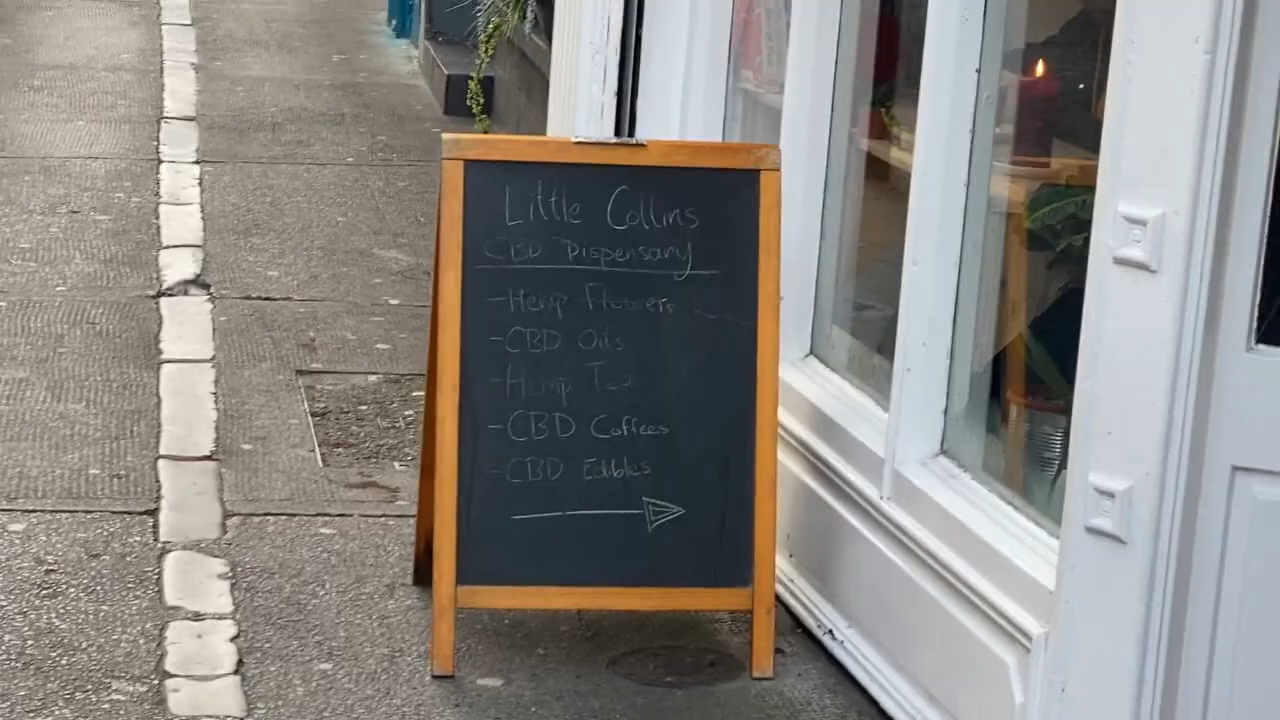 Little Collins
CBD Dispensary
-Hemp Flowers
-CBD Oils
-Hemp Tea
-CBD Coffees
-CBD Edibles